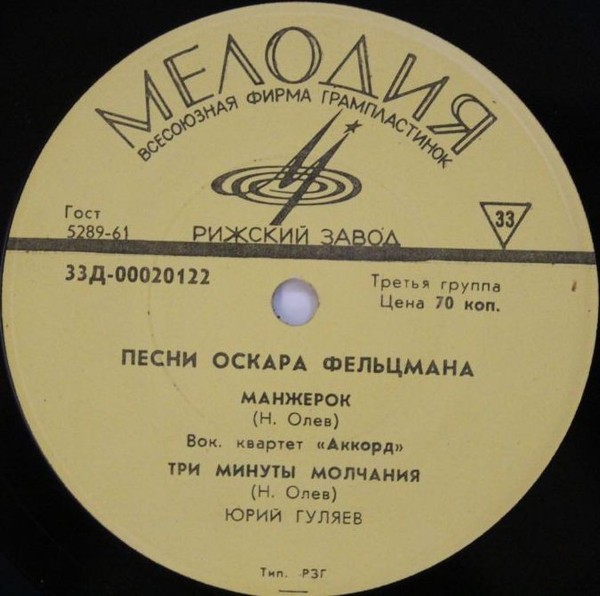 МЕЛОДИЯ
ВСЕСОЮЗНАЯ ФИРМА ГРАМПЛАСТИНОК
Гост
5289-61
33
РИЖСКИЙ ЗАВОД
33Д-00020122
Третья группа
Цена 70 коп.
ПЕСНИ ОСКАРА ФЕЛЬЦМАНА
МАНЖЕРОК
(Н. Олев)
Вок. квартет «Аккорд»
ТРИ МИНУТЫ МОЛЧАНИЯ
(Н. Олев)
ЮРИЙ ГУЛЯЕВ
Тип. РЗГ